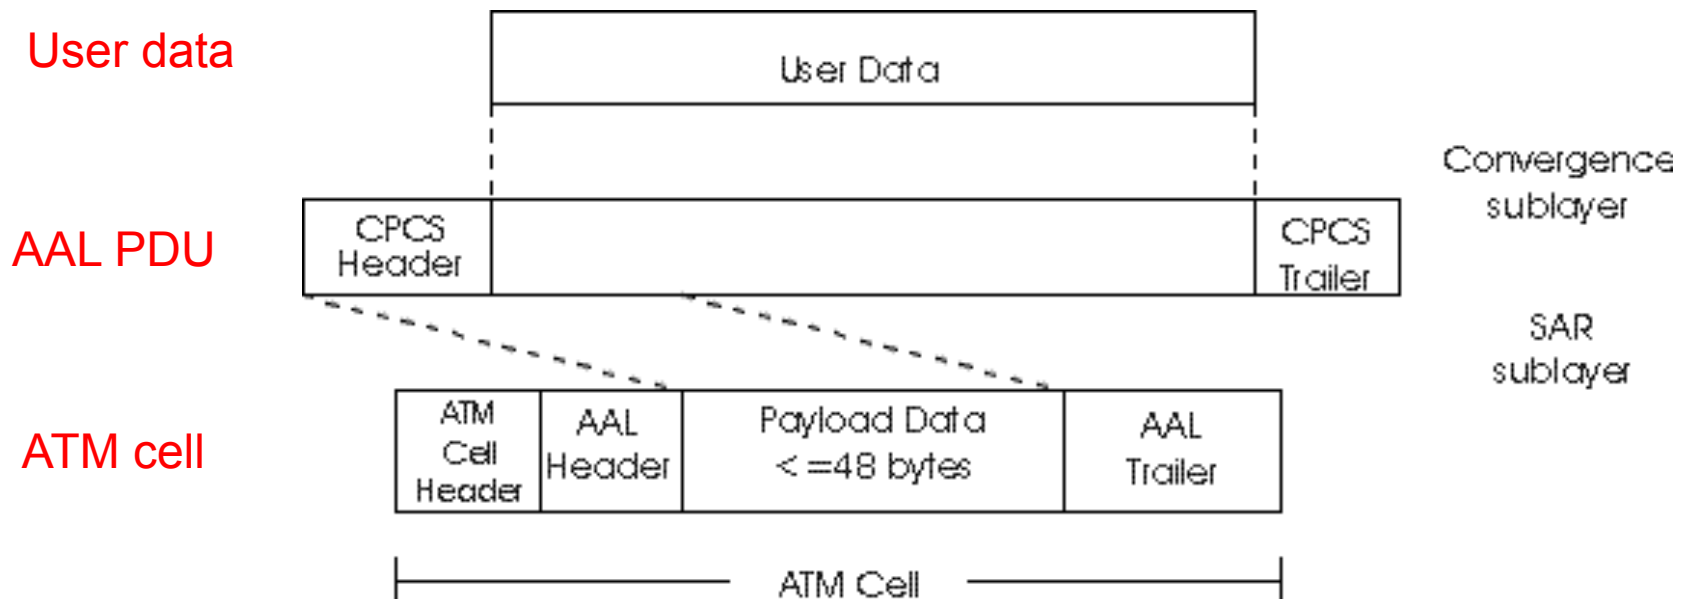 User data
User Data
Convergence
sublayer
AAL PDU
CPCS
Header
CPCS
Trailer
SAR
sublayer
ATM cell
ATM
Cell
Header
AAL
Header
Payload Data
< =48 bytes
AAL
Trailer
ATM Cell